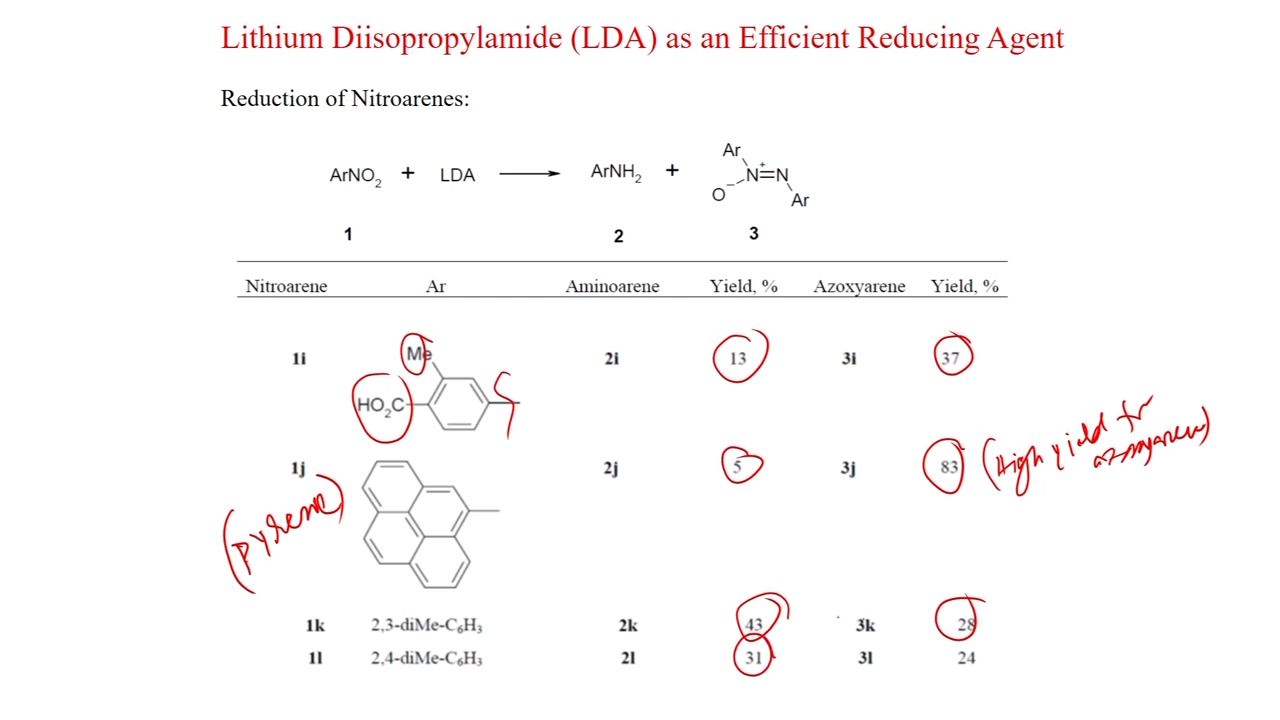 Lithium Diisopropylamide (LDA) as an Efficient Reducing Agent
Reduction of Nitroarenes:
ArNO2 + LDA ArNH2 + Ar N+=N O− Ar
1 2 3
Nitroarene Ar Aminoarene Yield, % Azoxyarene Yield, %
1i Me HO2C 2i 13 3i 37
1j 2j 5 3j 83 (High yield for azoxyarenes)
(Pyrene)
1k 2,3-diMe-C6H3 2k 43 3k 28
1l 2,4-diMe-C6H3 2l 31 3l 24